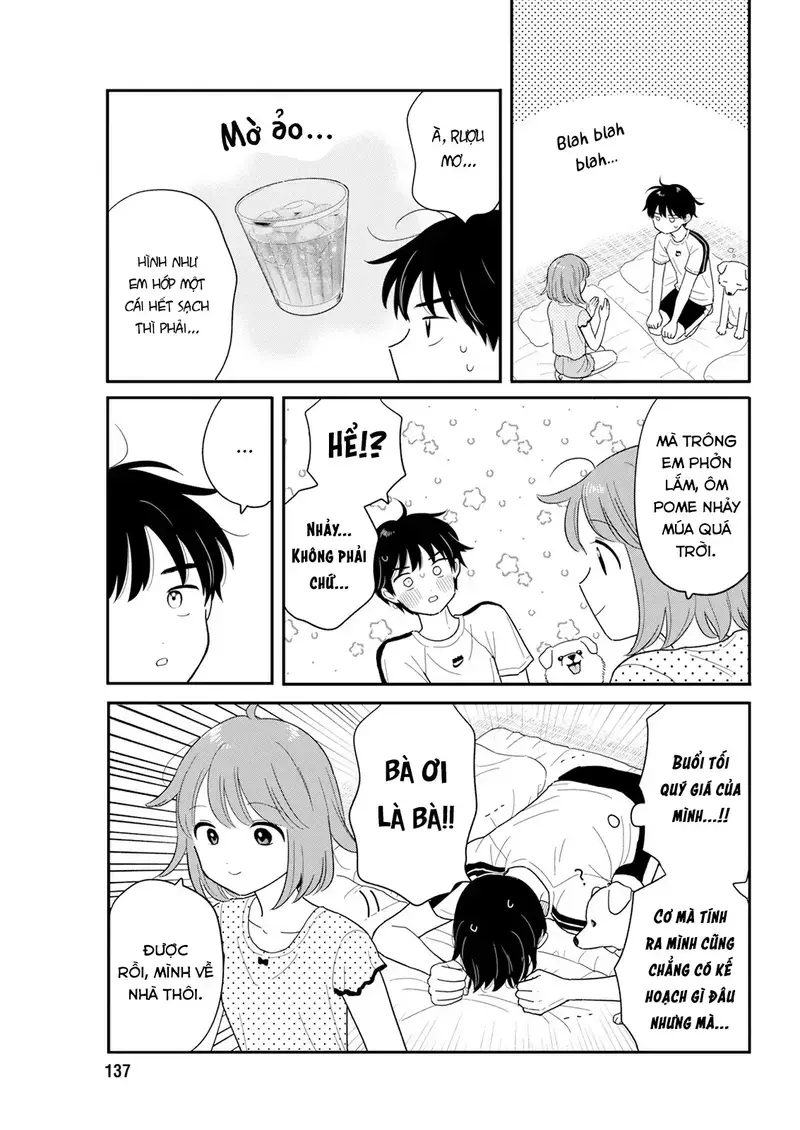 Blah blah
blah...
À, RƯỢU
MƠ...
Mờ ảo...
HÌNH NHƯ
EM HỚP MỘT
CÁI HẾT SẠCH
THÌ PHẢI...
MÀ TRÔNG
EM PHỞN
LẮM, ÔM
POME NHẢY
MÚA QUÁ
TRỜI.
HỂ!?
NHẢY...
KHÔNG PHẢI
CHỨ...
...
BUỔI TỐI
QUÝ GIÁ CỦA
MÌNH...!!
CƠ MÀ TÍNH
RA MÌNH CŨNG
CHẲNG CÓ KẾ
HOẠCH GÌ ĐÂU
NHƯNG MÀ...
?
BÀ ƠI
LÀ BÀ!!
ĐƯỢC
RỒI, MÌNH VỀ
NHÀ THÔI.
137